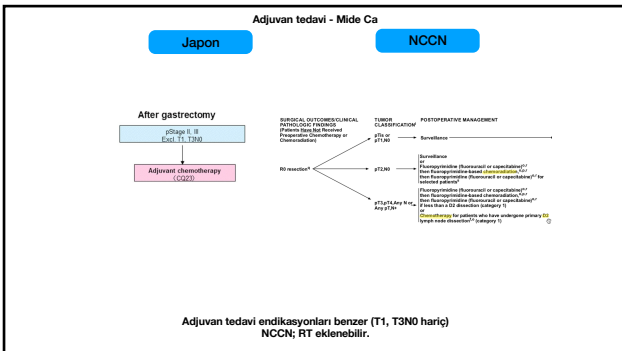 Adjuvan tedavi - Mide Ca
Japon
NCCN
After gastrectomy
pStage II, III
Excl. T1, T3N0
Adjuvant chemotherapy
(CQ23)
SURGICAL OUTCOMES/CLINICAL
PATHOLOGIC FINDINGS
(Patients Have Not Received
Preoperative Chemotherapy or
Chemoradiation)
TUMOR
CLASSIFICATION
POSTOPERATIVE MANAGEMENT
R0 resection
pTis or
pT1,N0
Surveillance
pT2,N0
Surveillance
or
Fluoropyrimidine (fluorouracil or capecitabine)
then fluoropyrimidine-based chemoradiation,
then fluoropyrimidine (fluorouracil or capecitabine) for
selected patients
pT3,pT4,Any N or
Any pT,N+
Fluoropyrimidine (fluorouracil or capecitabine)
then fluoropyrimidine-based chemoradiation,
then fluoropyrimidine (fluorouracil or capecitabine)
if less than a D2 dissection (category 1)
or
Chemotherapy for patients who have undergone primary D2
lymph node dissection (category 1)
Adjuvan tedavi endikasyonları benzer (T1, T3N0 hariç)
NCCN; RT eklenebilir.